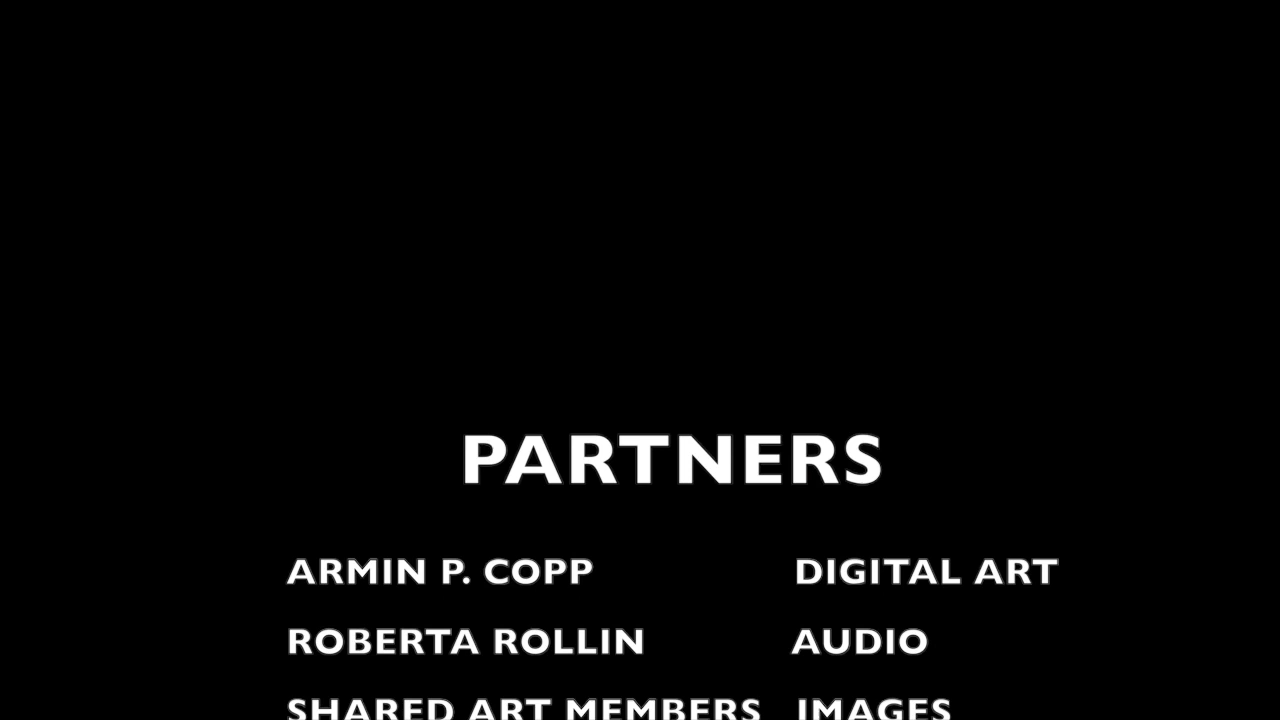 PARTNERS
ARMIN P. COPP DIGITAL ART
ROBERTA ROLLIN AUDIO
SHARED ART MEMBERS IMAGES